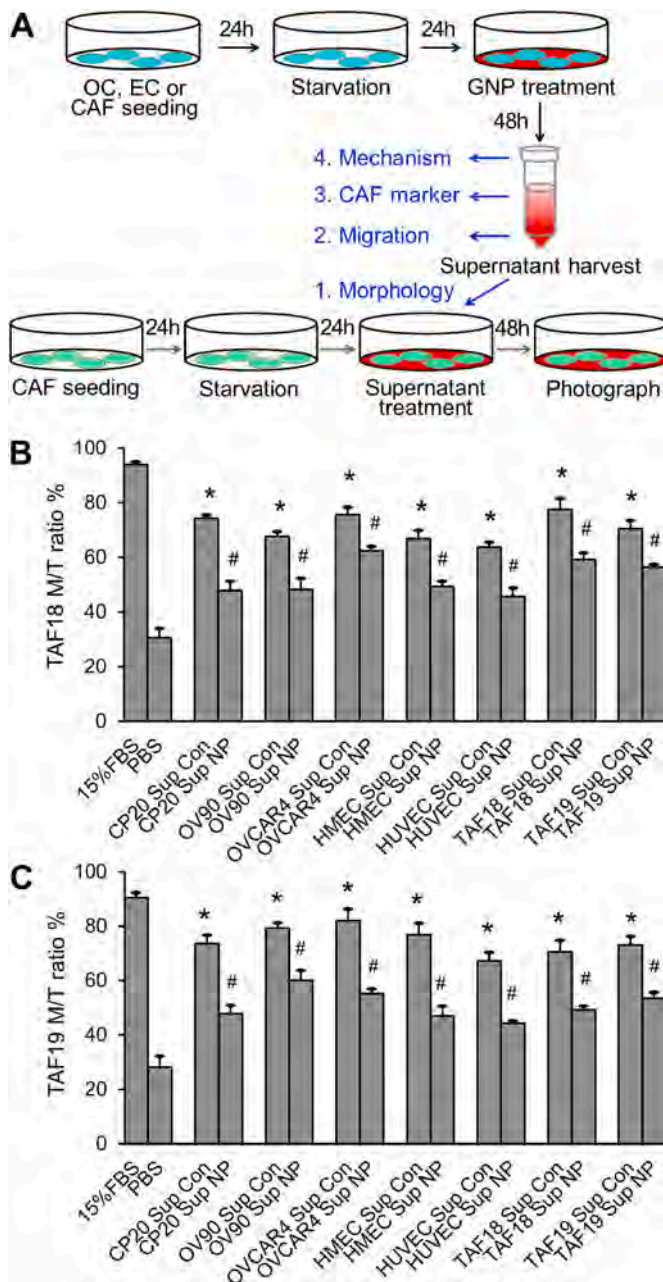 A
24h
24h
OC, EC or
CAF seeding
Starvation
GNP treatment
48h
4. Mechanism
3. CAF marker
2. Migration
Supernatant harvest
1. Morphology
24h
24h
48h
CAF seeding
Starvation
Supernatant
treatment
Photograph
B
TAF18 M/T ratio %
100
80
60
40
20
0
* # * # * # * # * # * # * #
15%FBS
PBS
CP20 Sup Con
CP20 Sup NP
OV90 Sup Con
OV90 Sup NP
OVCAR4 Sup Con
OVCAR4 Sup NP
HMEC Sup Con
HMEC Sup NP
HUVEC Sup Con
HUVEC Sup NP
TAF18 Sup Con
TAF18 Sup NP
TAF19 Sup Con
TAF19 Sup NP
C
TAF19 M/T ratio %
100
80
60
40
20
0
* # * # * # * # * # * # * #
15%FBS
PBS
CP20 Sup Con
CP20 Sup NP
OV90 Sup Con
OV90 Sup NP
OVCAR4 Sup Con
OVCAR4 Sup NP
HMEC Sup Con
HMEC Sup NP
HUVEC Sup Con
HUVEC Sup NP
TAF18 Sup Con
TAF18 Sup NP
TAF19 Sup Con
TAF19 Sup NP